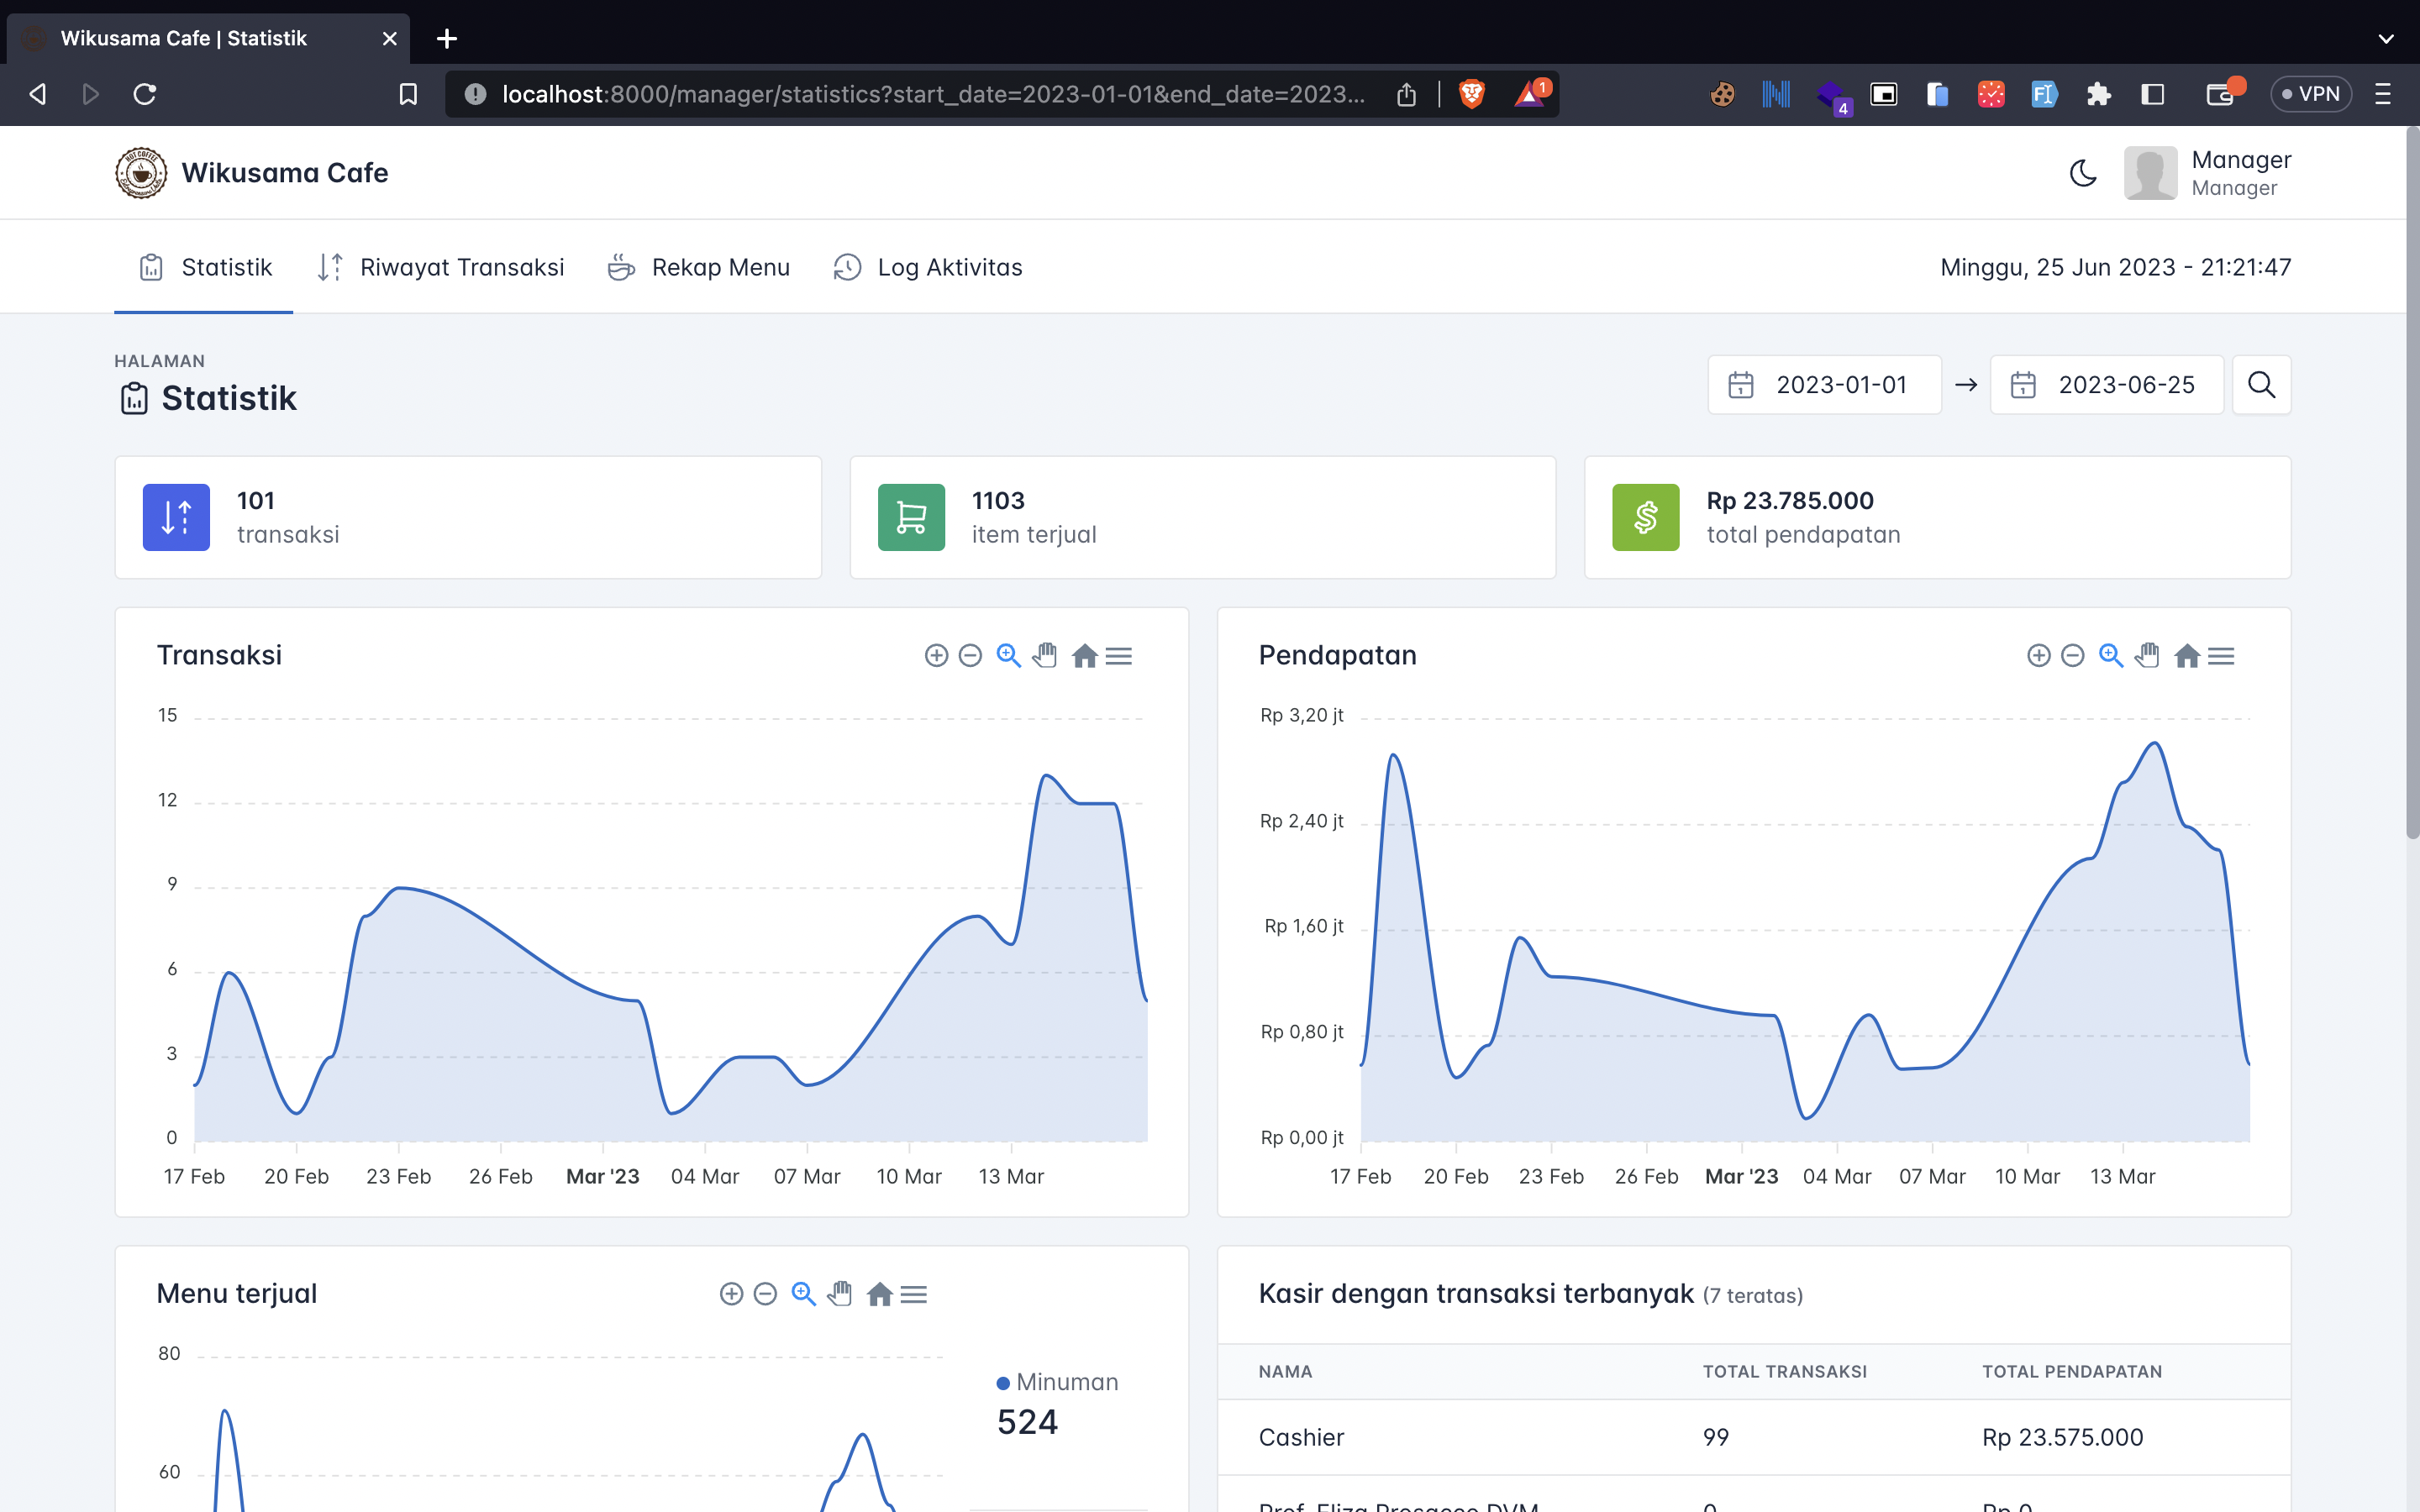 Wikusama Cafe | Statistik
localhost:8000/manager/statistics?start_date=2023-01-01&end_date=2023...
1
4
VPN
Wikusama Cafe
Manager
Manager
Statistik
Riwayat Transaksi
Rekap Menu
Log Aktivitas
Minggu, 25 Jun 2023 - 21:21:47
HALAMAN
Statistik
2023-01-01 → 2023-06-25
101
transaksi
1103
item terjual
Rp 23.785.000
total pendapatan
Transaksi
15
12
9
6
3
0
17 Feb 20 Feb 23 Feb 26 Feb Mar '23 04 Mar 07 Mar 10 Mar 13 Mar
Pendapatan
Rp 3,20 jt
Rp 2,40 jt
Rp 1,60 jt
Rp 0,80 jt
Rp 0,00 jt
17 Feb 20 Feb 23 Feb 26 Feb Mar '23 04 Mar 07 Mar 10 Mar 13 Mar
Menu terjual
80
60
Minuman
524
Kasir dengan transaksi terbanyak (7 teratas)
NAMA TOTAL TRANSAKSI TOTAL PENDAPATAN
Cashier 99 Rp 23.575.000
Prof. Eliza Prosacco DVM 0 Rp 0